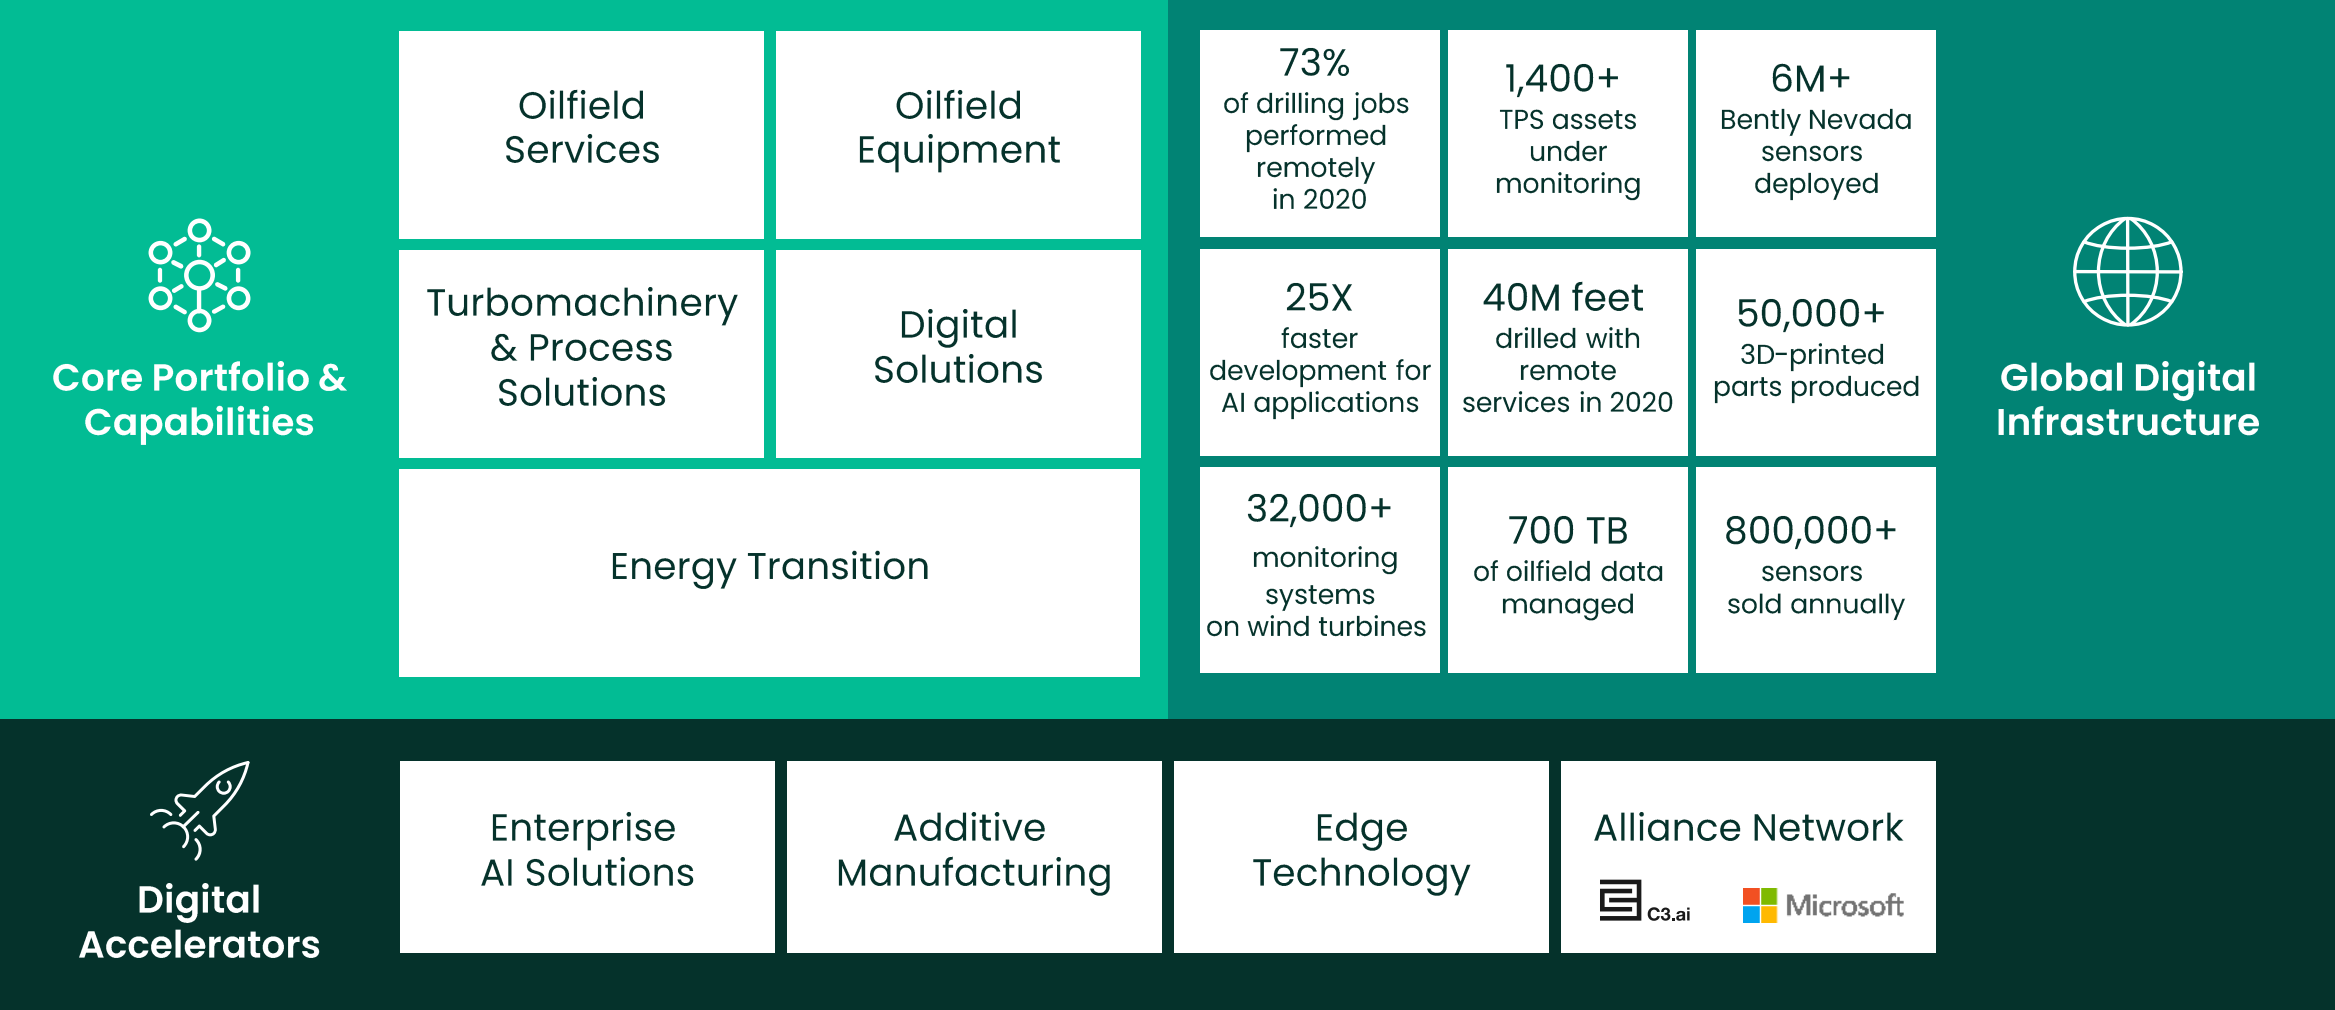 Core Portfolio &
Capabilities
Oilfield
Services
Oilfield
Equipment
Turbomachinery
& Process
Solutions
Digital
Solutions
Energy Transition
73%
of drilling jobs
performed
remotely
in 2020
1,400+
TPS assets
under
monitoring
6M+
Bently Nevada
sensors
deployed
25X
faster
development for
AI applications
40M feet
drilled with
remote
services in 2020
50,000+
3D-printed
parts produced
32,000+
monitoring
systems
on wind turbines
700 TB
of oilfield data
managed
800,000+
sensors
sold annually
Global Digital
Infrastructure
Digital
Accelerators
Enterprise
AI Solutions
Additive
Manufacturing
Edge
Technology
Alliance Network
C3.ai
Microsoft